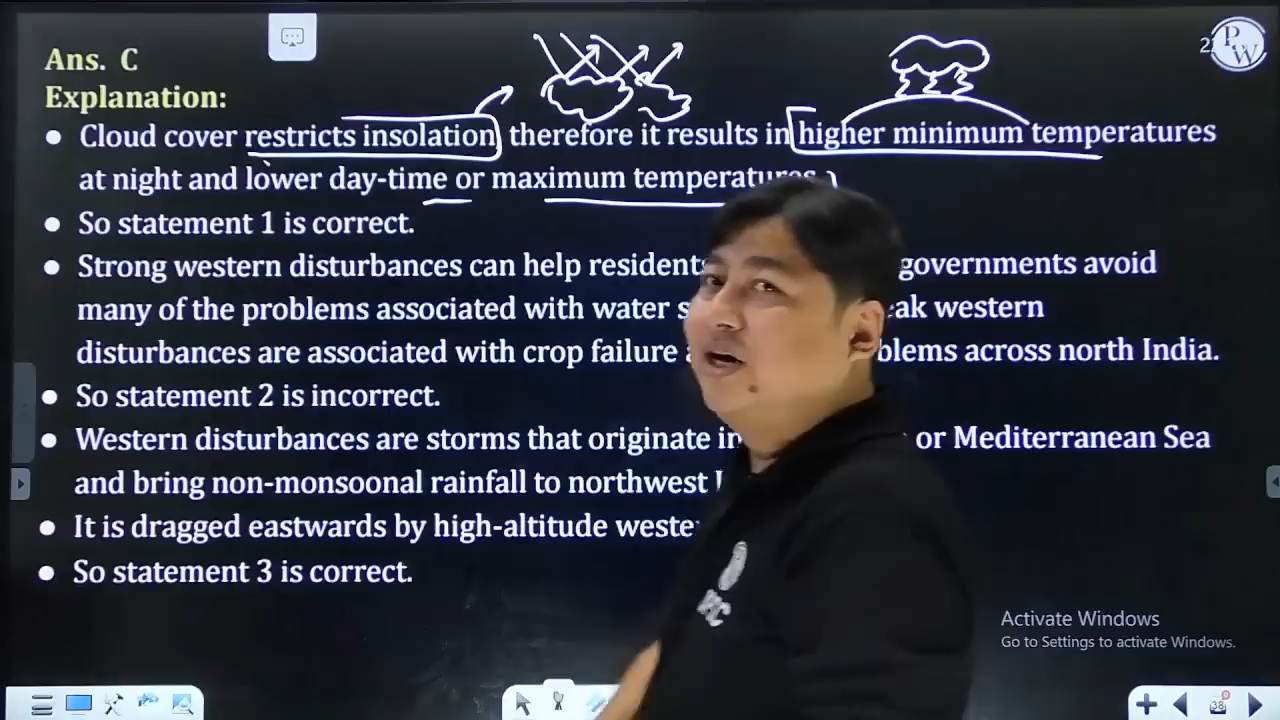 Ans. C
Explanation:
● Cloud cover restricts insolation, therefore it results in higher minimum temperatures
at night and lower day-time or maximum temperatures.
● So statement 1 is correct.
● Strong western disturbances can help residents governments avoid
many of the problems associated with water western
disturbances are associated with crop failure across north India.
● So statement 2 is incorrect.
● Western disturbances are storms that originate or Mediterranean Sea
and bring non-monsoonal rainfall to northwest
● It is dragged eastwards by high-altitude
● So statement 3 is correct.
PW
Activate Windows
Go to Settings to activate Windows.
38